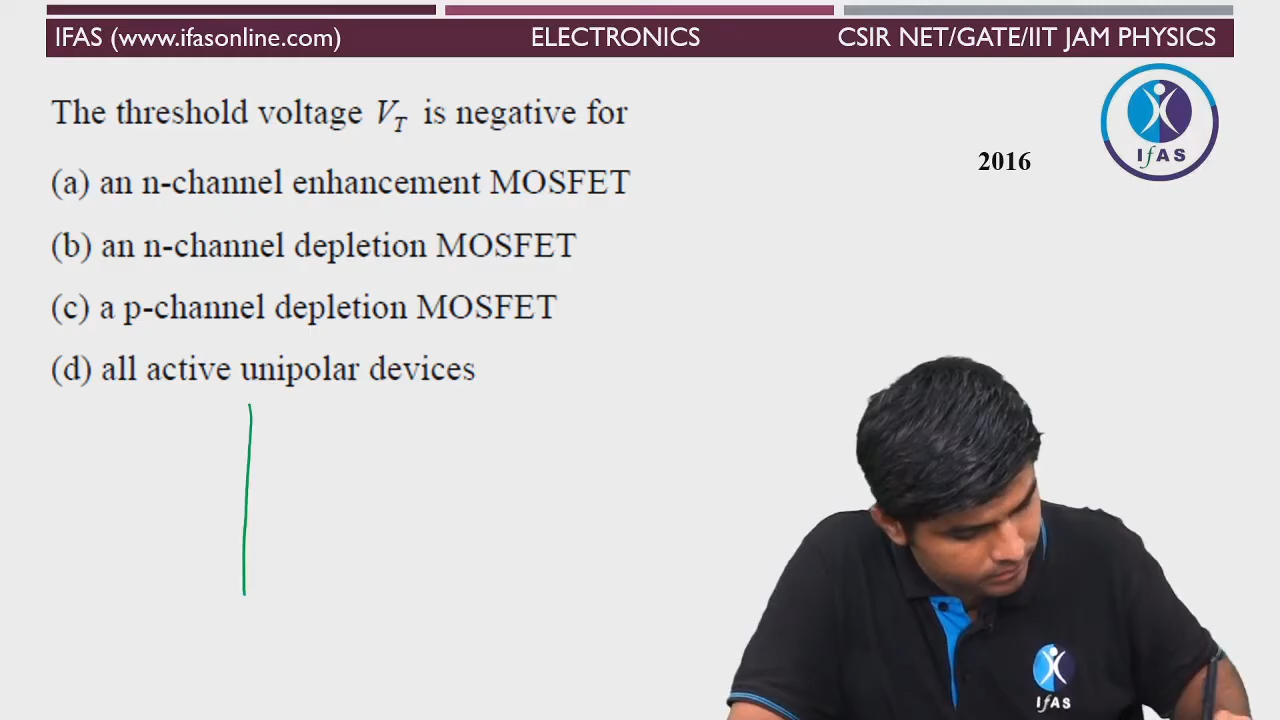 IFAS (www.ifasonline.com) ELECTRONICS CSIR NET/GATE/IIT JAM PHYSICS
The threshold voltage V_T is negative for
2016
IfAS
(a) an n-channel enhancement MOSFET
(b) an n-channel depletion MOSFET
(c) a p-channel depletion MOSFET
(d) all active unipolar devices
IfAS